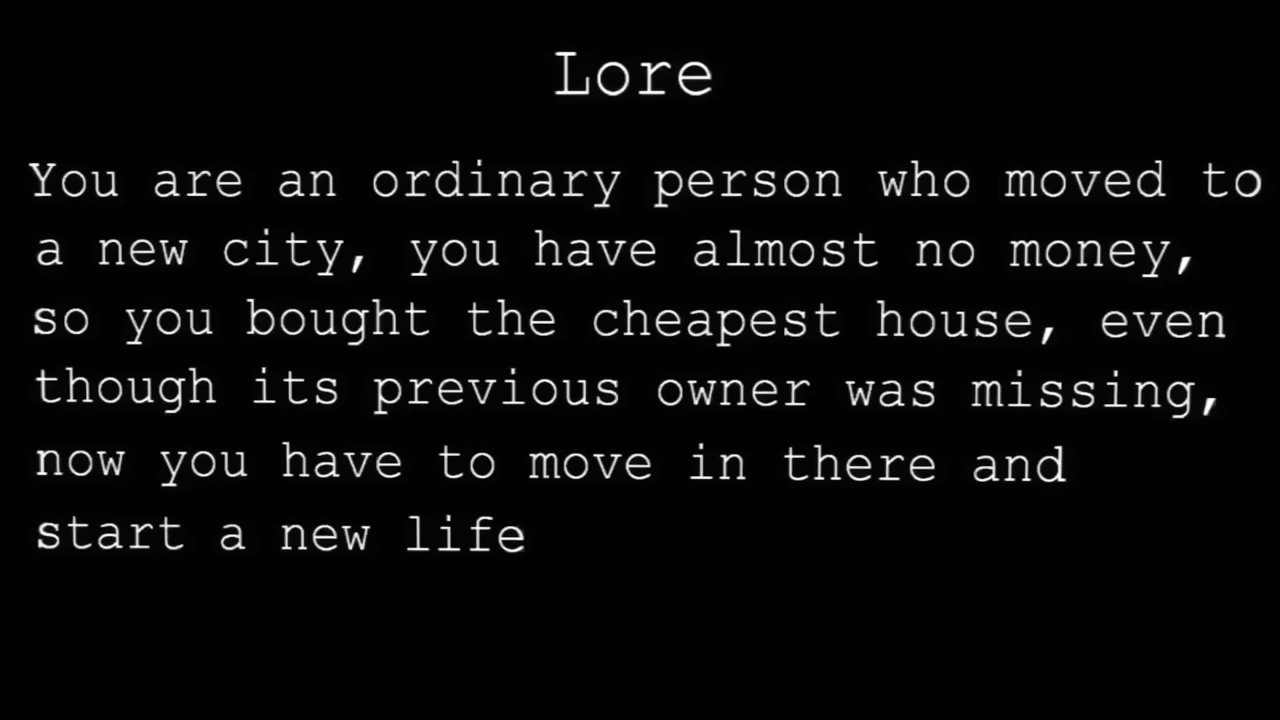 Lore
You are an ordinary person who moved to
a new city, you have almost no money,
so you bought the cheapest house, even
though its previous owner was missing,
now you have to move in there and
start a new life